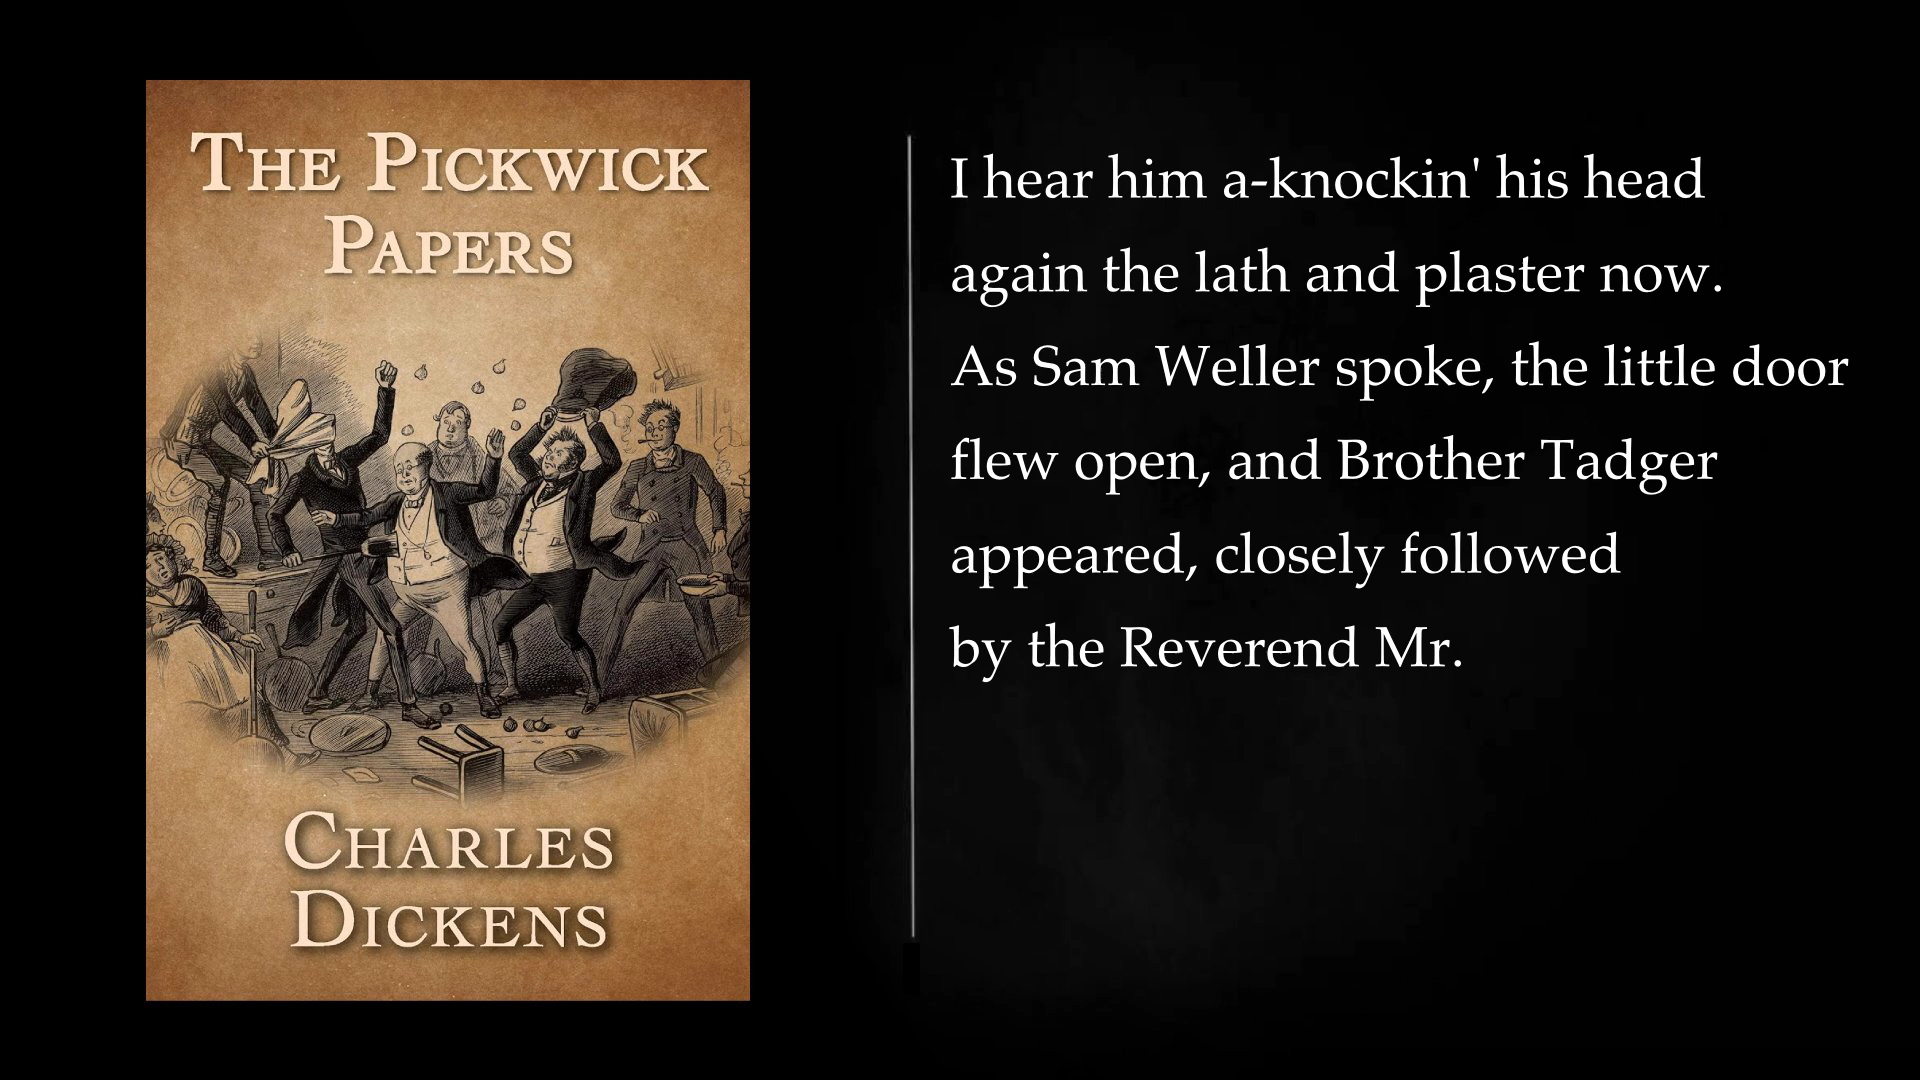 The Pickwick
Papers
Charles
Dickens
I hear him a-knockin' his head
again the lath and plaster now.
As Sam Weller spoke, the little door
flew open, and Brother Tadger
appeared, closely followed
by the Reverend Mr.